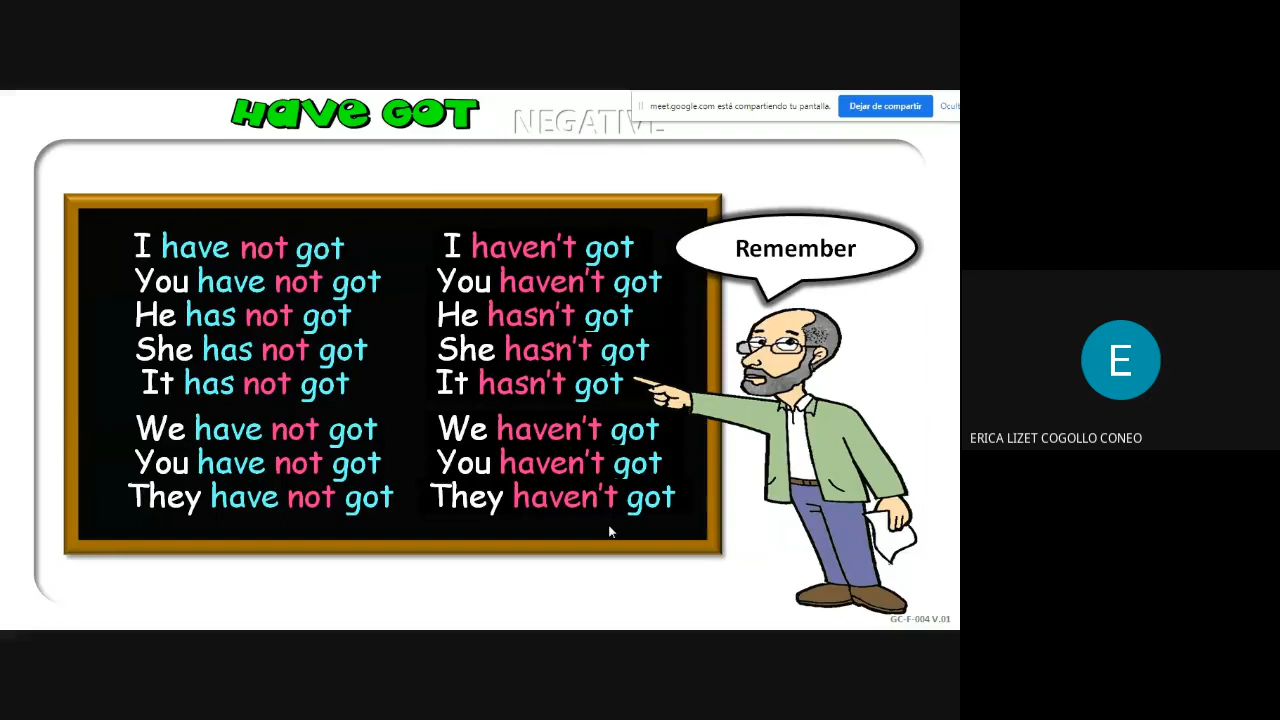 HAVE GOT NEGATIVE
meet.google.com está compartiendo tu pantalla. Dejar de compartir
I have not got I haven't got
You have not got You haven't got
He has not got He hasn't got
She has not got She hasn't got
It has not got It hasn't got
We have not got We haven't got
You have not got You haven't got
They have not got They haven't got
Remember
E
ERICA LIZET COGOLLO CONEO
GC-F-004 V.01